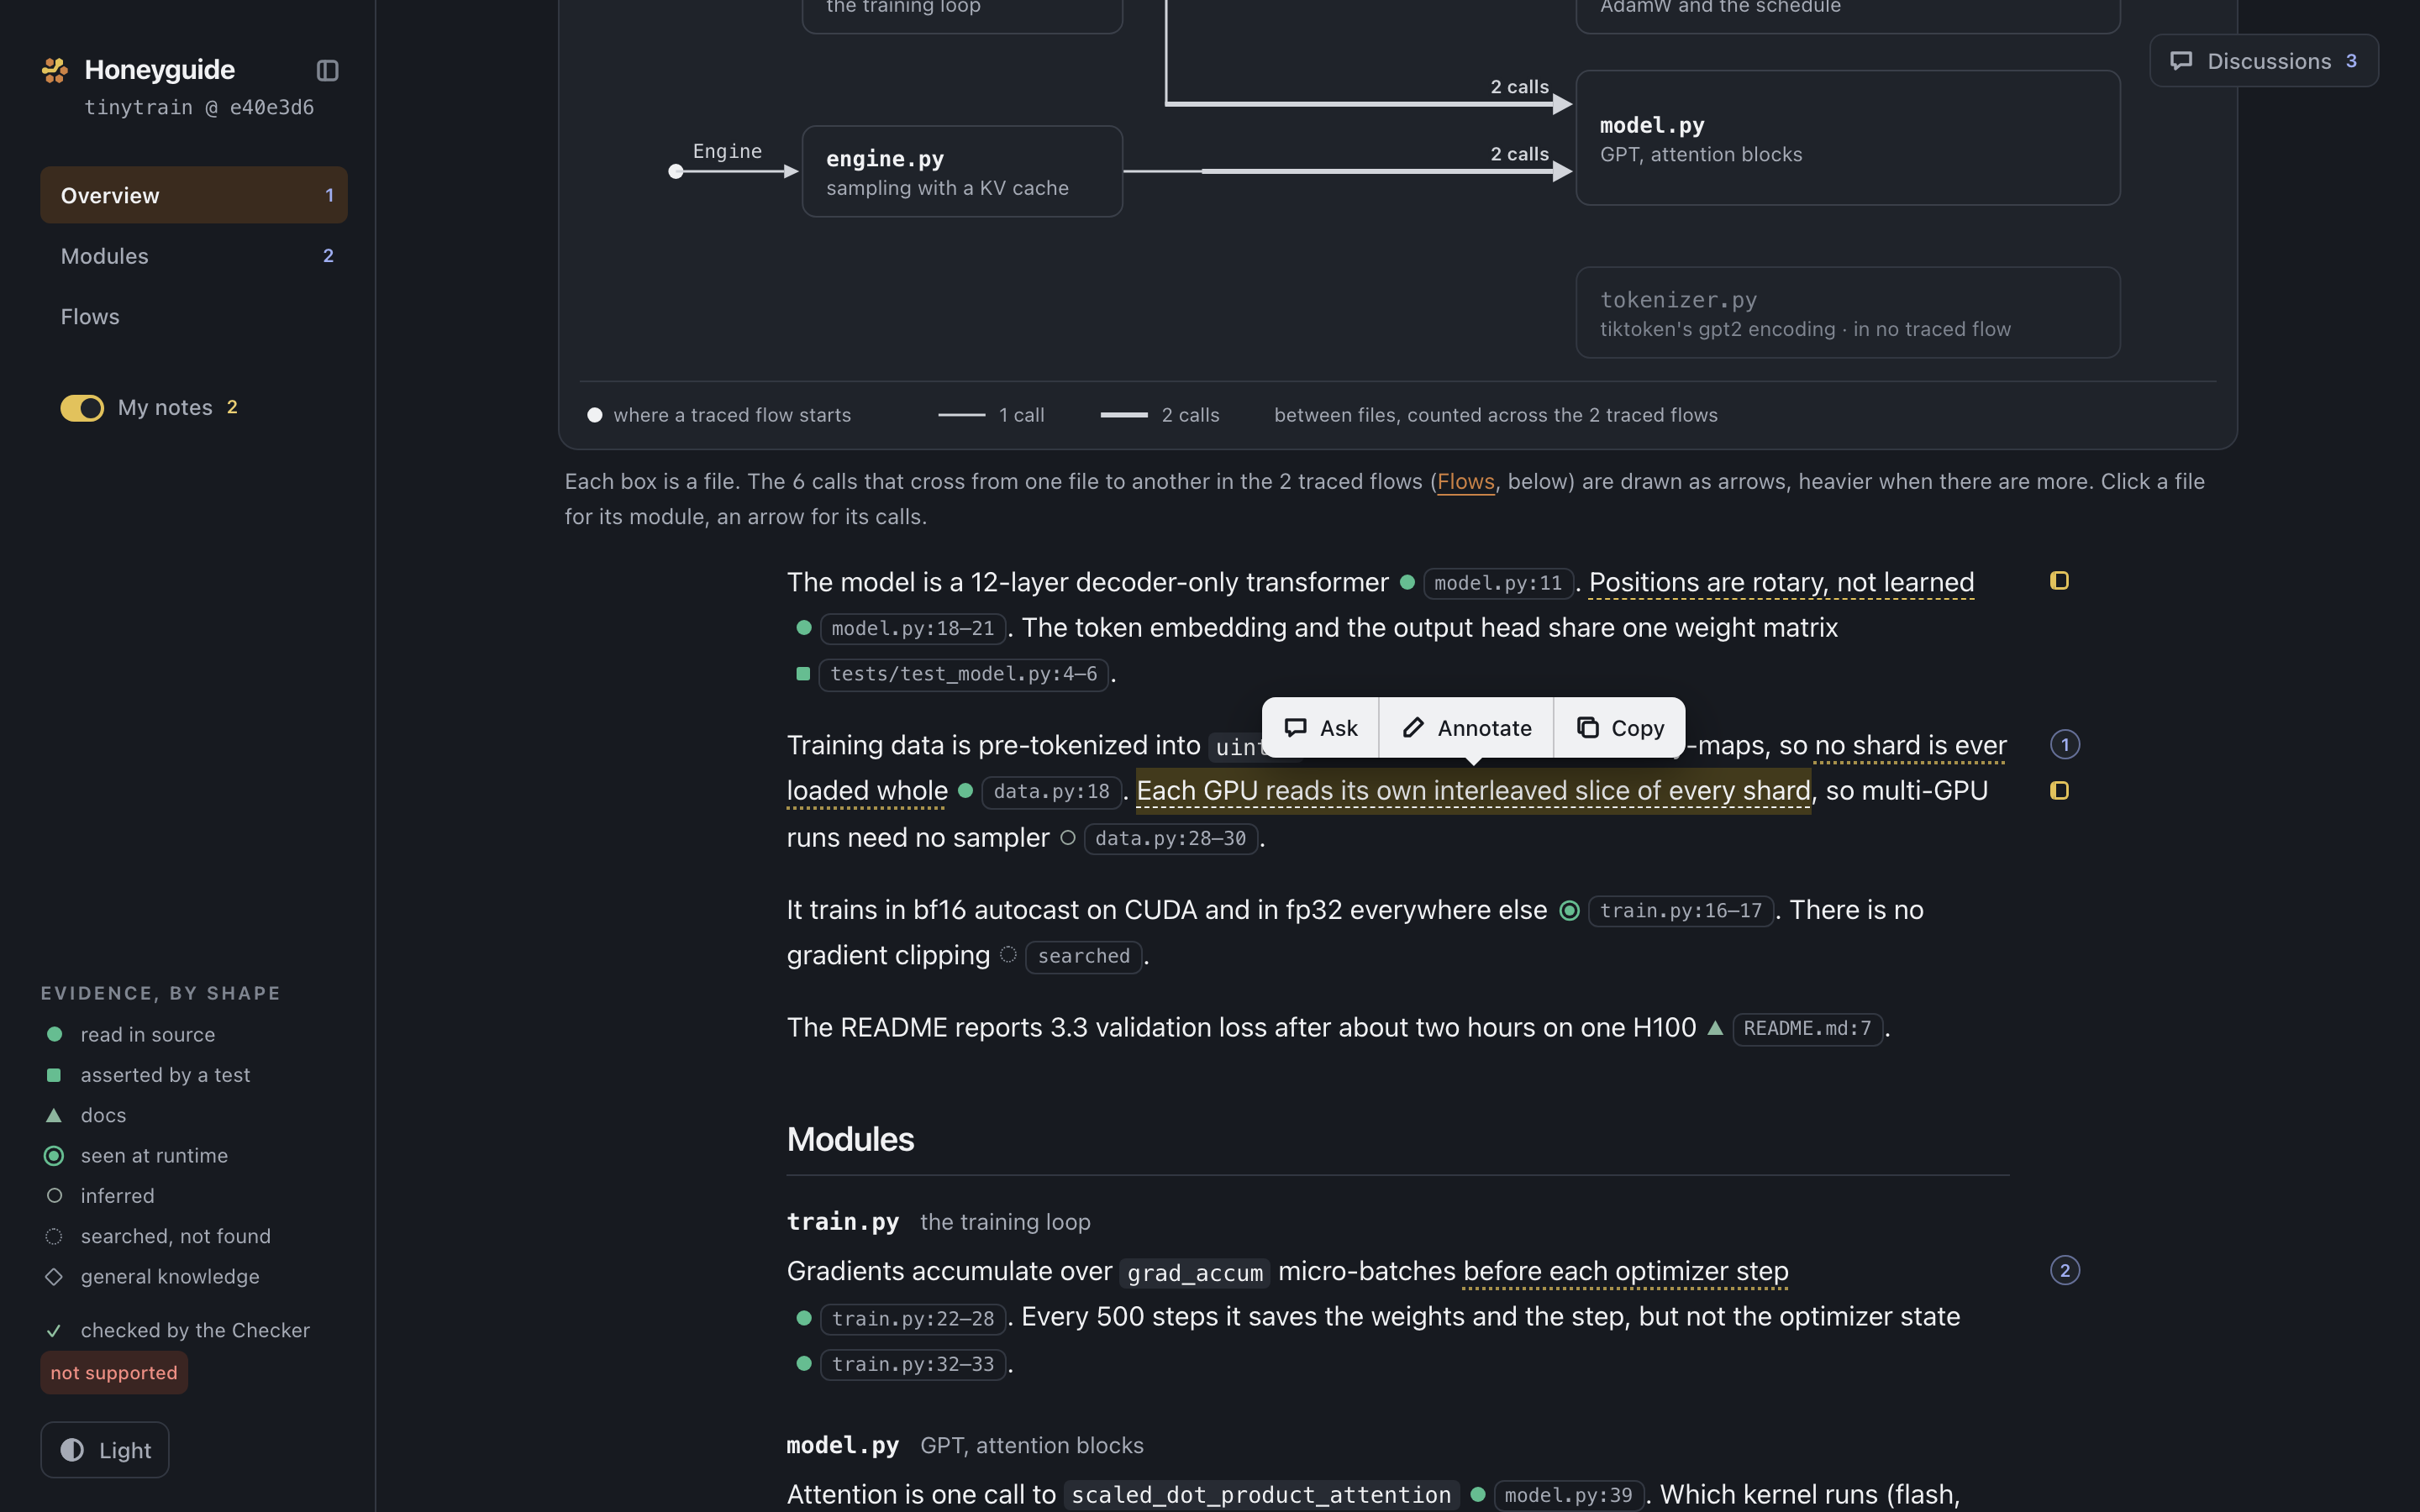 Honeyguide
tinytrain @ e40e3d6
Overview 1
Modules 2
Flows
My notes 2
EVIDENCE, BY SHAPE
read in source
asserted by a test
docs
seen at runtime
inferred
searched, not found
general knowledge
checked by the Checker
not supported
Light
Discussions 3
the training loop
AdamW and the schedule
2 calls
model.py
GPT, attention blocks
Engine
engine.py
sampling with a KV cache
2 calls
tokenizer.py
tiktoken's gpt2 encoding · in no traced flow
where a traced flow starts 1 call 2 calls between files, counted across the 2 traced flows
Each box is a file. The 6 calls that cross from one file to another in the 2 traced flows (Flows, below) are drawn as arrows, heavier when there are more. Click a file
for its module, an arrow for its calls.
The model is a 12-layer decoder-only transformer model.py:11. Positions are rotary, not learned
model.py:18–21. The token embedding and the output head share one weight matrix
tests/test_model.py:4–6.
Ask Annotate Copy
Training data is pre-tokenized into -maps, so no shard is ever 1
loaded whole data.py:18. Each GPU reads its own interleaved slice of every shard, so multi-GPU
runs need no sampler data.py:28–30.
It trains in bf16 autocast on CUDA and in fp32 everywhere else train.py:16–17. There is no
gradient clipping searched.
The README reports 3.3 validation loss after about two hours on one H100 README.md:7.
Modules
train.py the training loop
Gradients accumulate over grad_accum micro-batches before each optimizer step 2
train.py:22–28. Every 500 steps it saves the weights and the step, but not the optimizer state
train.py:32–33.
model.py GPT, attention blocks
Attention is one call to scaled_dot_product_attention model.py:39. Which kernel runs (flash,